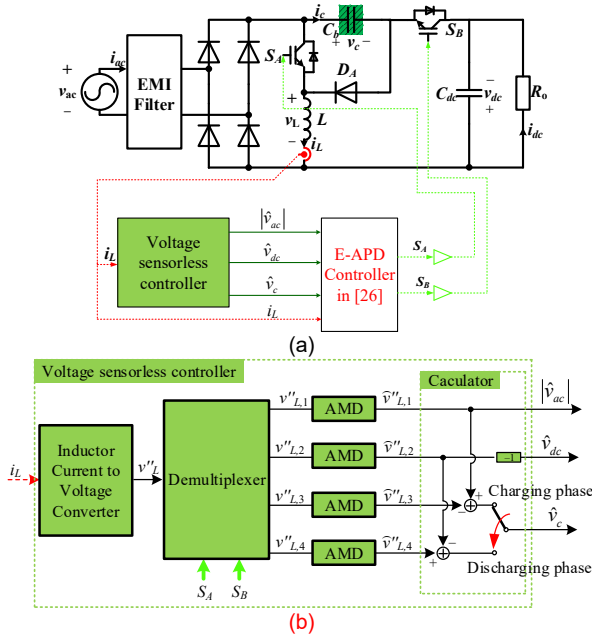 i_c
C_b
+ v_c −
S_A
S_B
i_ac
+
v_ac
−
EMI
Filter
D_A
+
v_L
−
L
i_L
C_dc
−
v_dc
+
R_o
i_dc
|v̂_ac|
Voltage
sensorless
controller
v̂_dc
v̂_c
i_L
i_L
E-APD
Controller
in [26]
S_A
S_B
(a)
Voltage sensorless controller
Caculator
i_L
Inductor
Current to
Voltage
Converter
v''_L
Demultiplexer
S_A
S_B
v''_L,1 AMD v̂''_L,1 |v̂_ac|
v''_L,2 AMD v̂''_L,2 −1 v̂_dc
v''_L,3 AMD v̂''_L,3 − + Charging phase
v̂_c
v''_L,4 AMD v̂''_L,4 + − Discharging phase
(b)